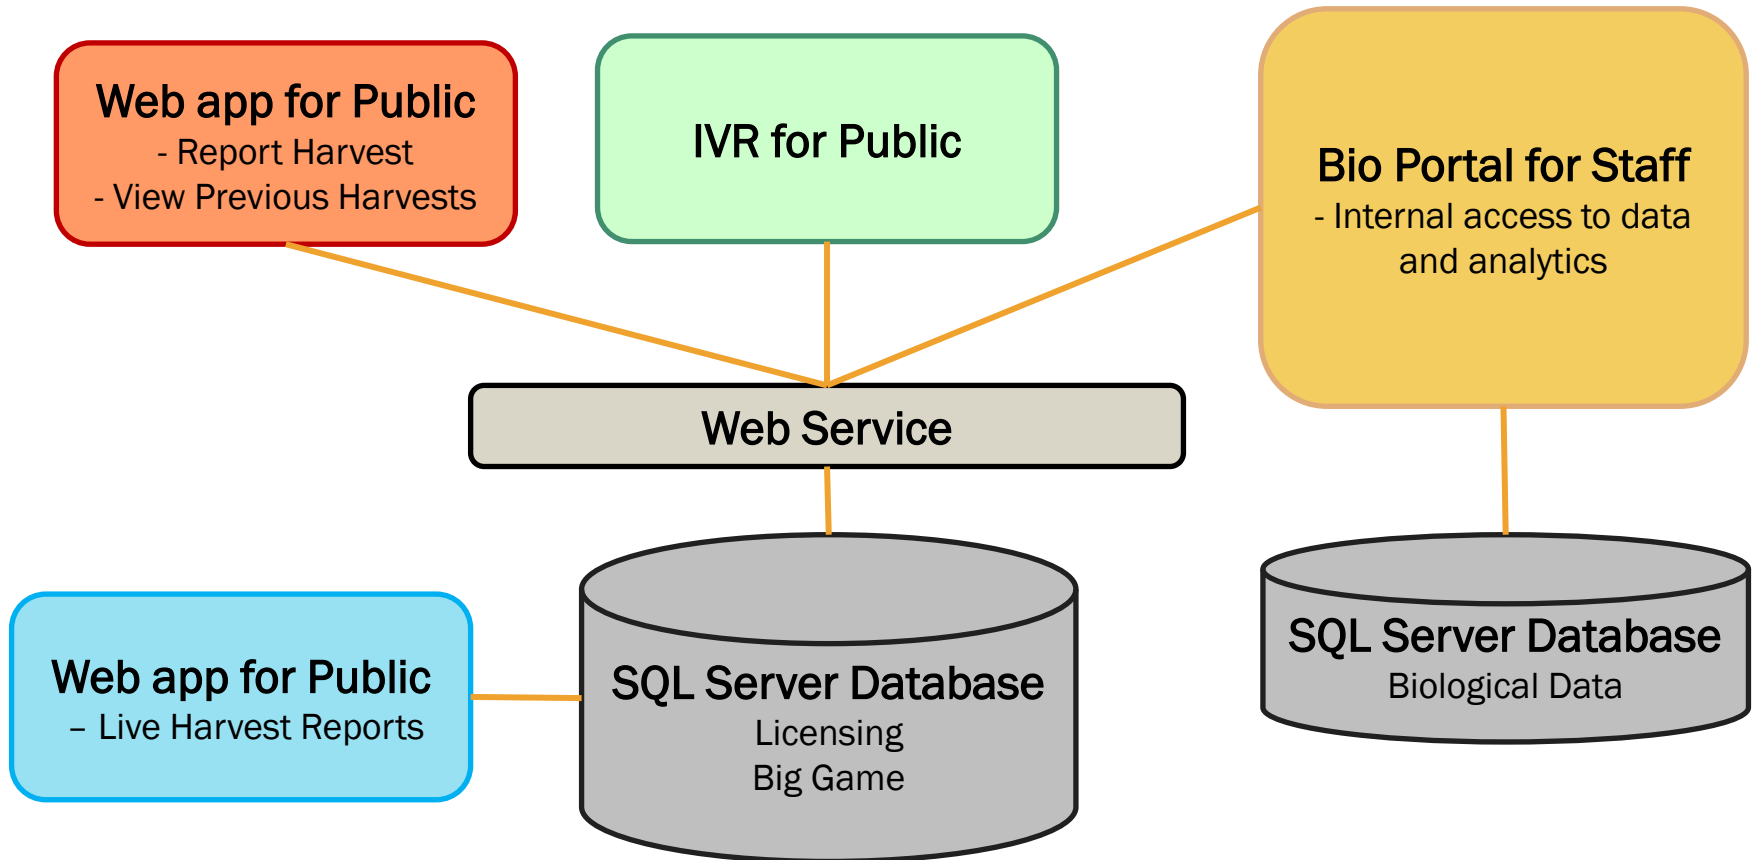 Web app for Public
- Report Harvest
- View Previous Harvests
IVR for Public
Bio Portal for Staff
- Internal access to data
and analytics
Web Service
Web app for Public
– Live Harvest Reports
SQL Server Database
Licensing
Big Game
SQL Server Database
Biological Data